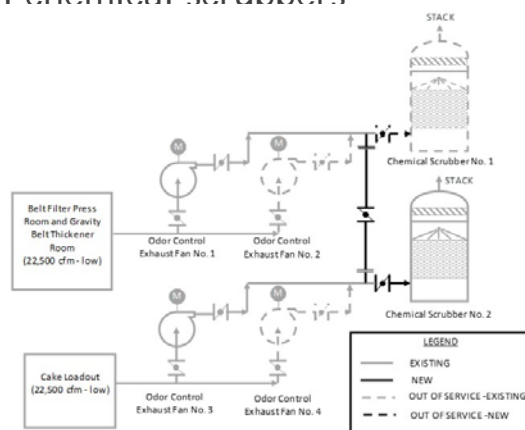 STACK
Chemical Scrubber No. 1
STACK
Belt Filter Press
Room and Gravity
Belt Thickener
Room
(22,500 cfm - low)
M
M
Odor Control
Exhaust Fan No. 1
Odor Control
Exhaust Fan No. 2
Chemical Scrubber No. 2
M
M
Cake Loadout
(22,500 cfm - low)
Odor Control
Exhaust Fan No. 3
Odor Control
Exhaust Fan No. 4
LEGEND
EXISTING
NEW
OUT OF SERVICE -EXISTING
OUT OF SERVICE -NEW